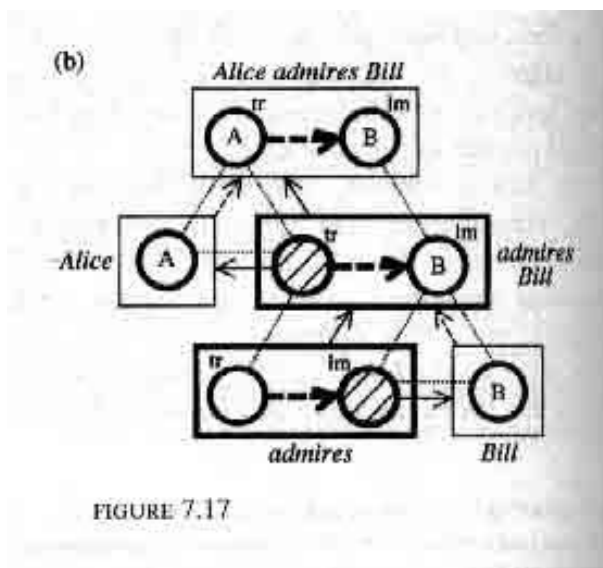 (b)
Alice admires Bill
tr
lm
A
B
Alice
A
tr
lm
B
admires
Bill
tr
lm
B
admires
Bill
FIGURE 7.17